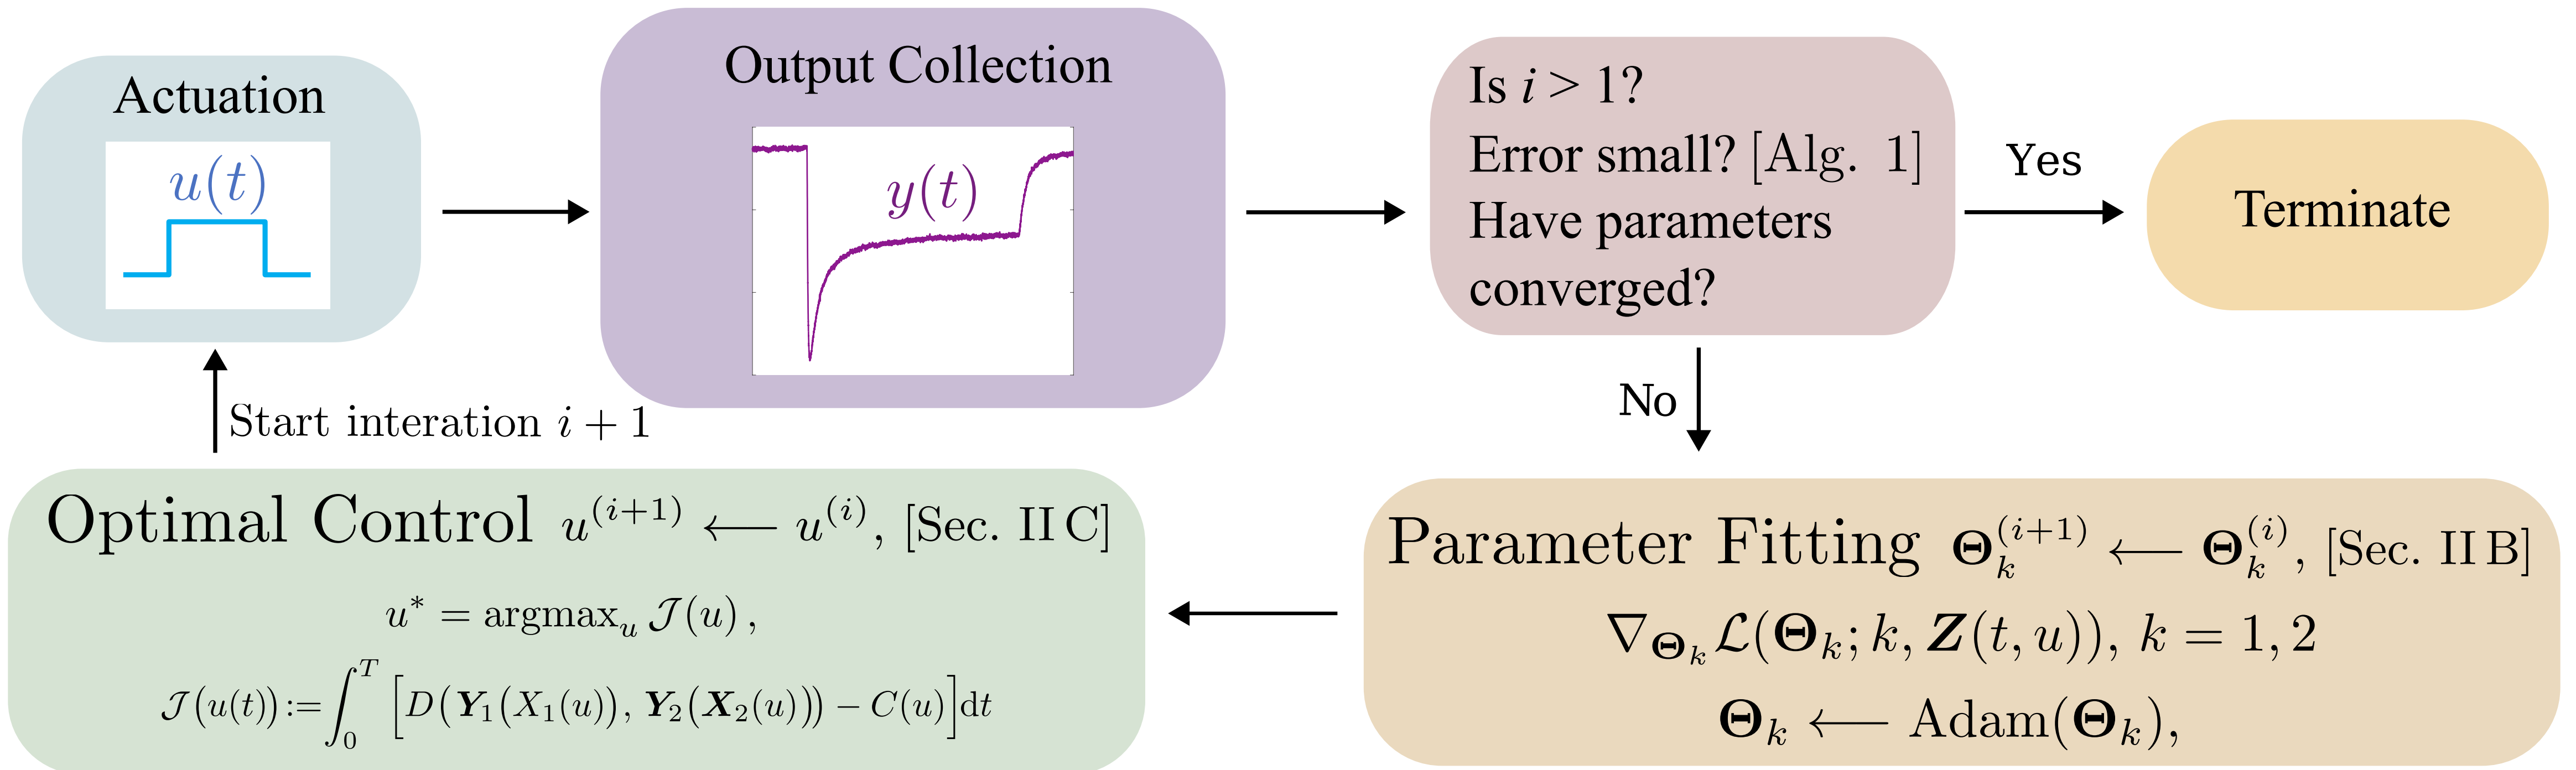 Actuation
u(t)
Output Collection
y(t)
Is i > 1?
Error small? [Alg. 1]
Have parameters
converged?
Yes
Terminate
No
Start interation i + 1
Optimal Control u^{(i+1)} ⟵ u^{(i)}, [Sec. II C]
u* = argmax_u 𝒥(u),
𝒥(u(t)) := ∫_0^T [D(Y_1(X_1(u)), Y_2(X_2(u))) − C(u)]dt
Parameter Fitting Θ_k^{(i+1)} ⟵ Θ_k^{(i)}, [Sec. II B]
∇_{Θ_k} ℒ(Θ_k; k, Z(t, u)), k = 1, 2
Θ_k ⟵ Adam(Θ_k),